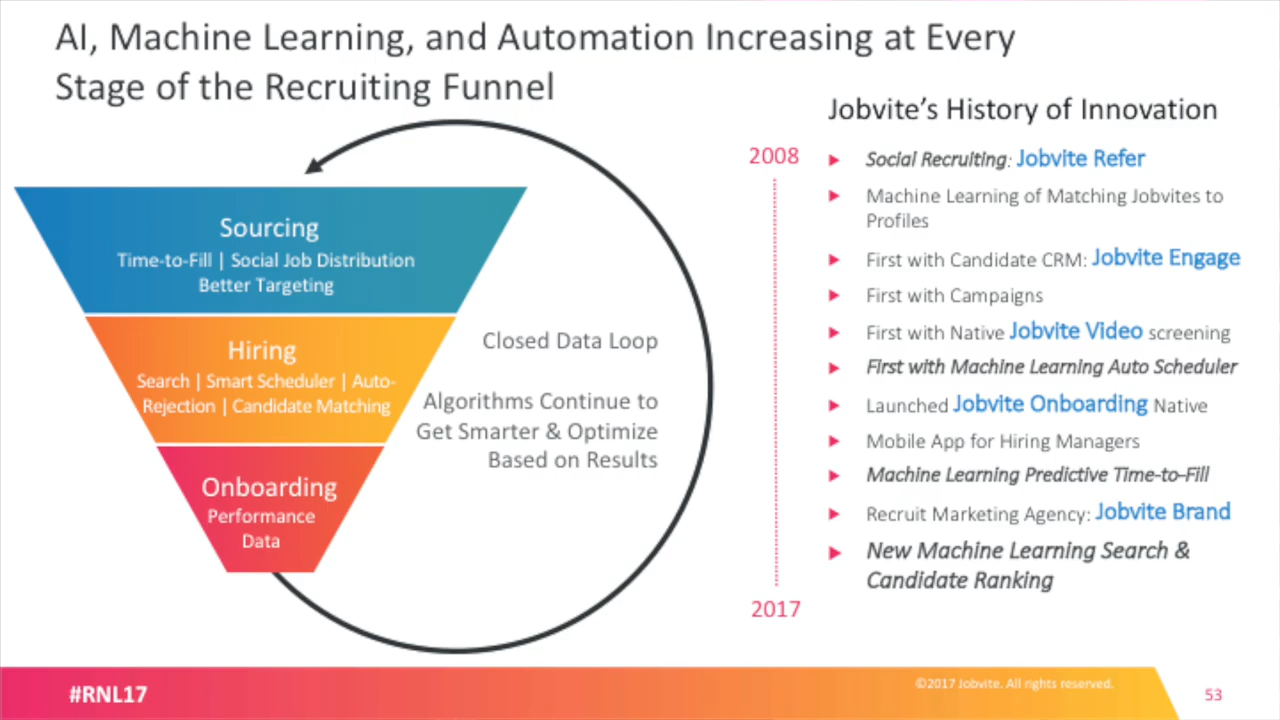 AI, Machine Learning, and Automation Increasing at Every
Stage of the Recruiting Funnel
Sourcing
Time-to-Fill | Social Job Distribution
Better Targeting
Hiring
Search | Smart Scheduler | Auto-
Rejection | Candidate Matching
Onboarding
Performance
Data
Closed Data Loop
Algorithms Continue to
Get Smarter & Optimize
Based on Results
Jobvite’s History of Innovation
2008
Social Recruiting: Jobvite Refer
Machine Learning of Matching Jobvites to
Profiles
First with Candidate CRM: Jobvite Engage
First with Campaigns
First with Native Jobvite Video screening
First with Machine Learning Auto Scheduler
Launched Jobvite Onboarding Native
Mobile App for Hiring Managers
Machine Learning Predictive Time-to-Fill
Recruit Marketing Agency: Jobvite Brand
New Machine Learning Search &
Candidate Ranking
2017
#RNL17
©2017 Jobvite. All rights reserved.
53